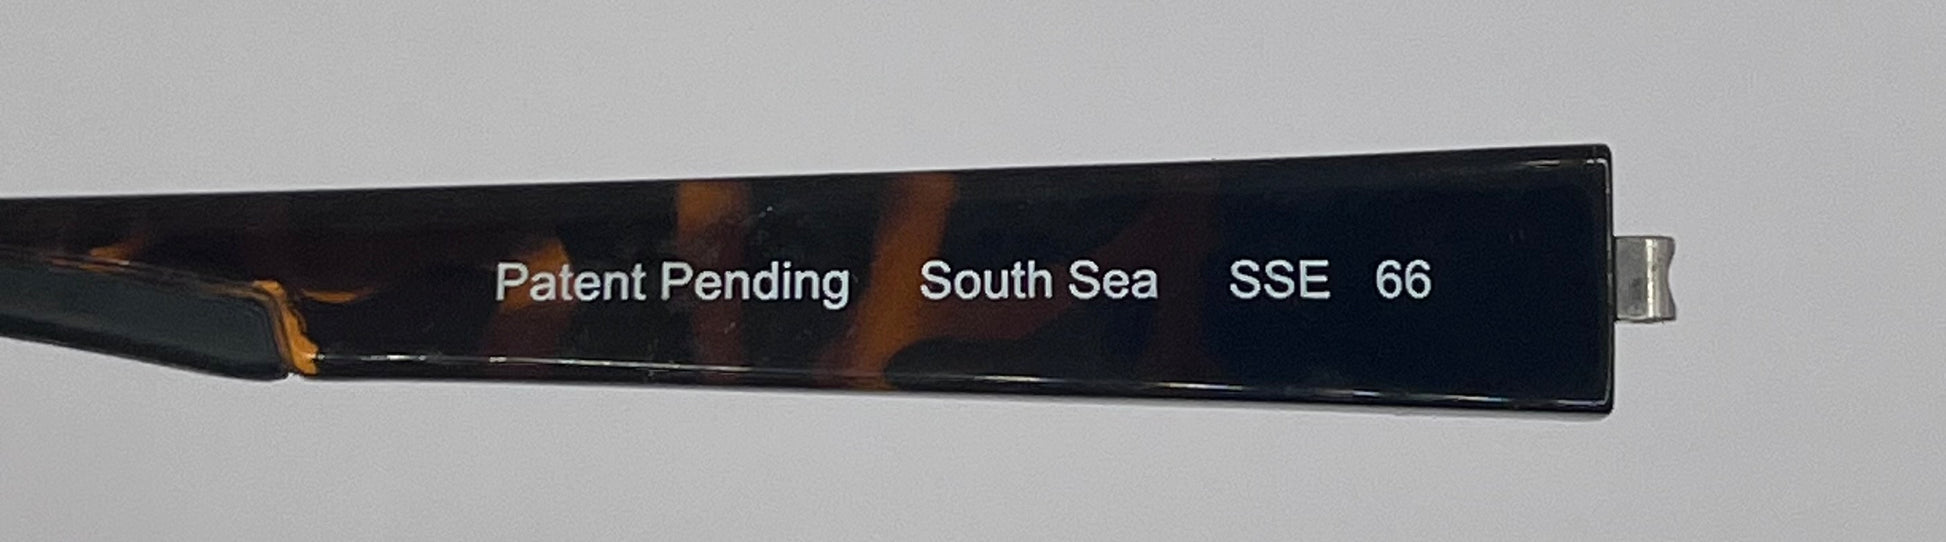 Patent Pending South Sea SSE 66